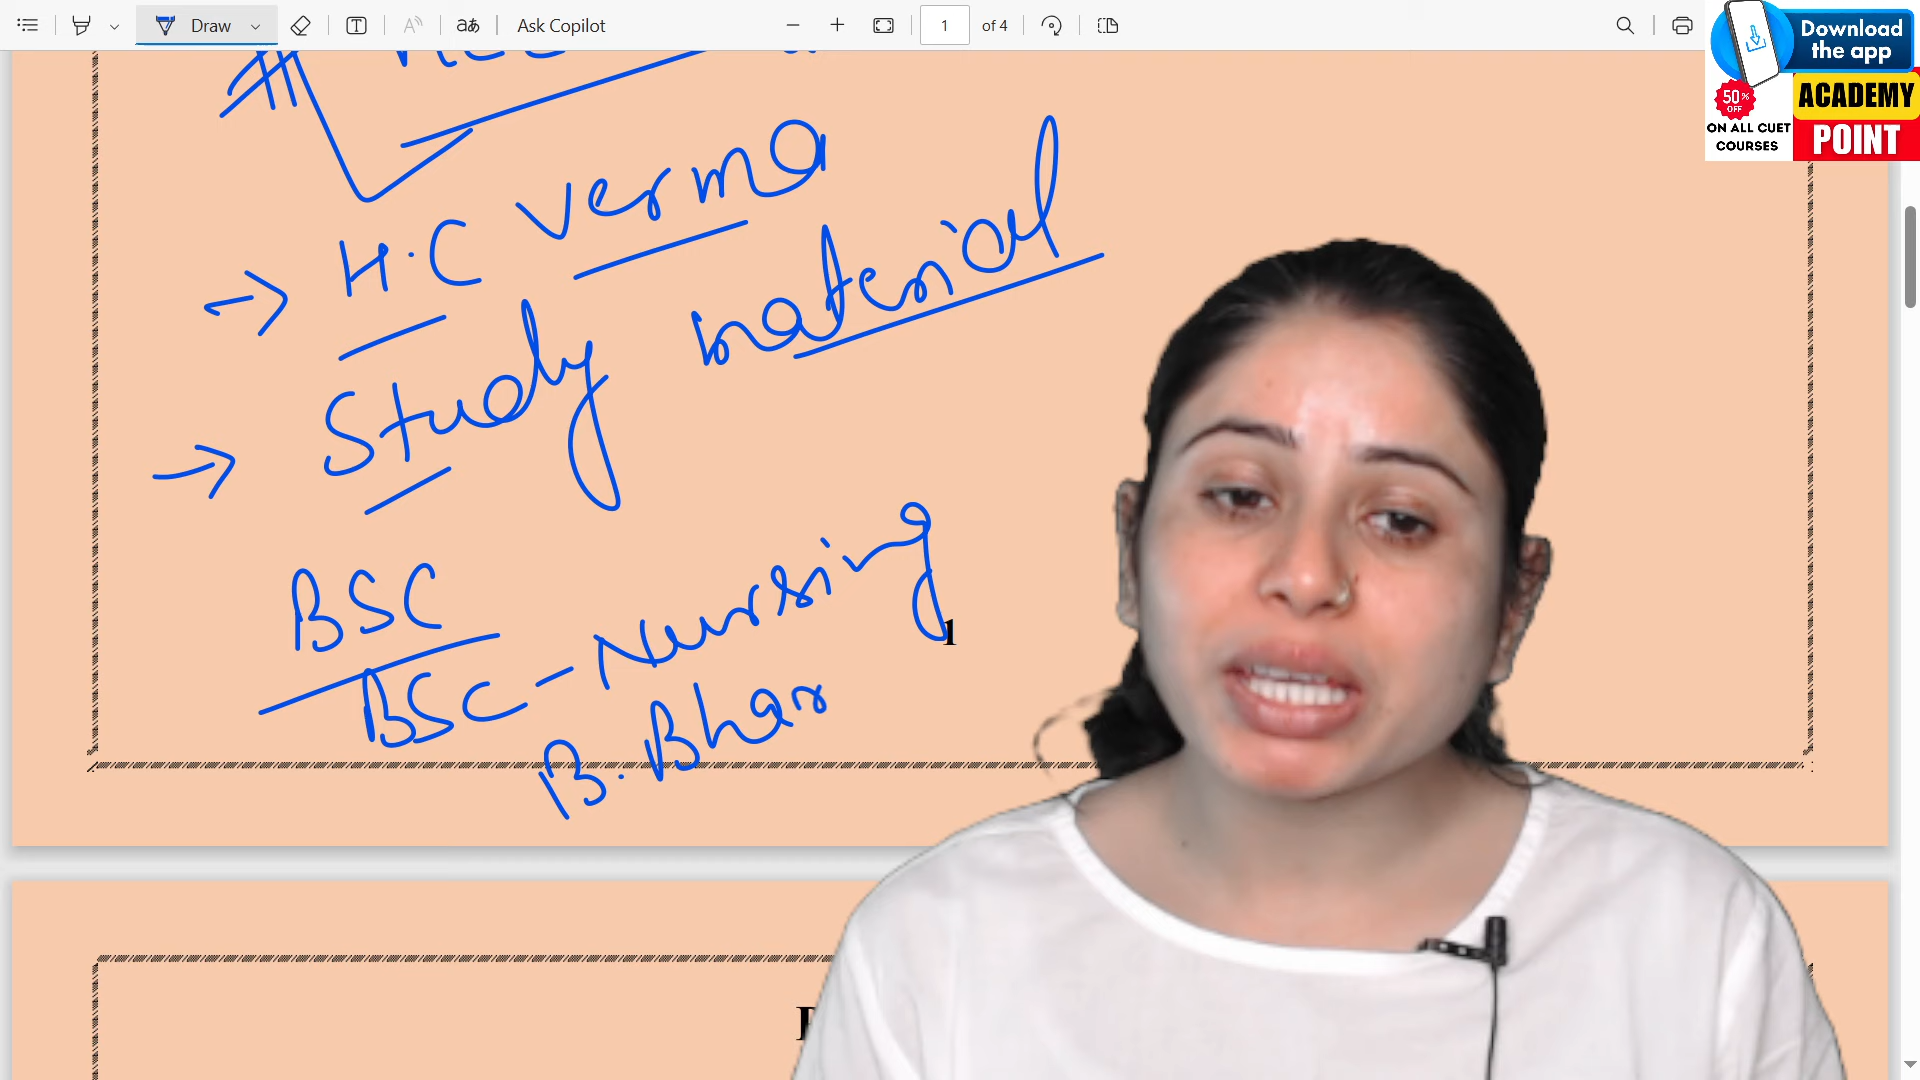 Draw
Ask Copilot
1 of 4
Download the app
50% OFF
ON ALL CUET COURSES
ACADEMY POINT
→ H.C Verma
→ Study material
BSC
BSC - Nursing
B. Bhar
1